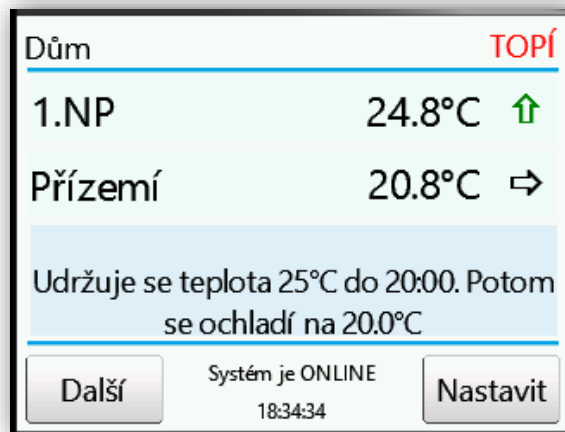 Dům TOPÍ
1.NP 24.8°C ⇧
Přízemí 20.8°C ⇨
Udržuje se teplota 25°C do 20:00. Potom
se ochladí na 20.0°C
Další
Systém je ONLINE
18:34:34
Nastavit